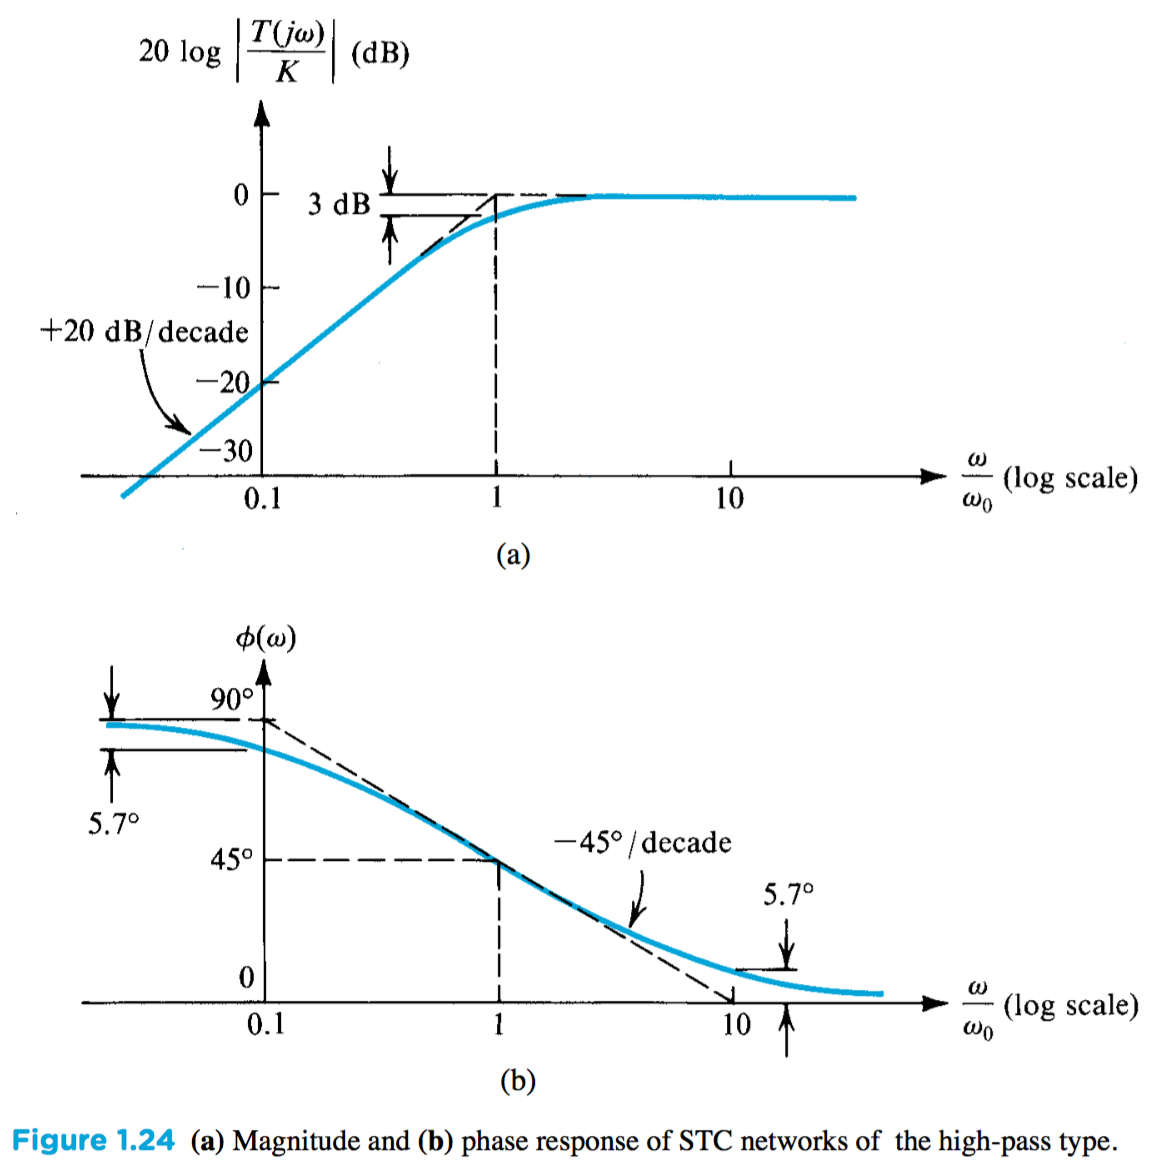 20 log |T(jω)/K| (dB)
0
3 dB
−10
+20 dB/decade
−20
−30
0.1
1
10
ω/ω0 (log scale)
(a)
ϕ(ω)
90°
5.7°
45°
−45°/decade
5.7°
0
0.1
1
10
ω/ω0 (log scale)
(b)
Figure 1.24 (a) Magnitude and (b) phase response of STC networks of the high-pass type.